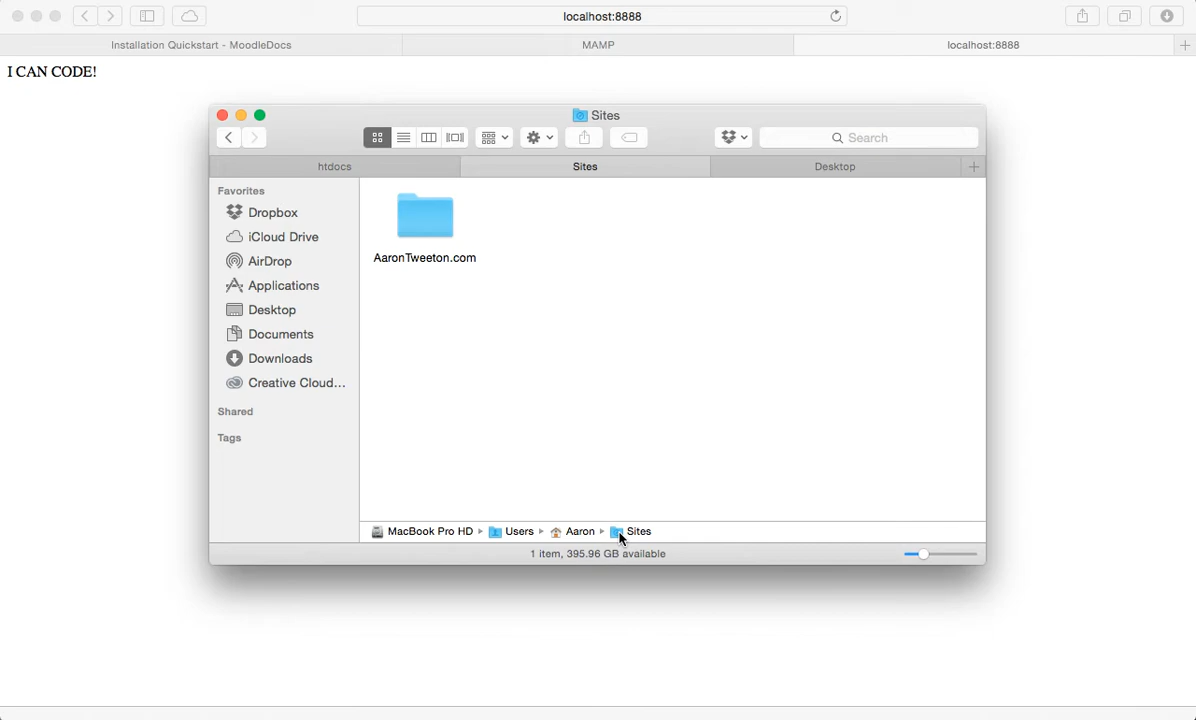 localhost:8888
Installation Quickstart - MoodleDocs
MAMP
localhost:8888
I CAN CODE!
Sites
Search
htdocs
Sites
Desktop
Favorites
Dropbox
iCloud Drive
AirDrop
Applications
Desktop
Documents
Downloads
Creative Cloud...
Shared
Tags
AaronTweeton.com
MacBook Pro HD
Users
Aaron
Sites
1 item, 395.96 GB available